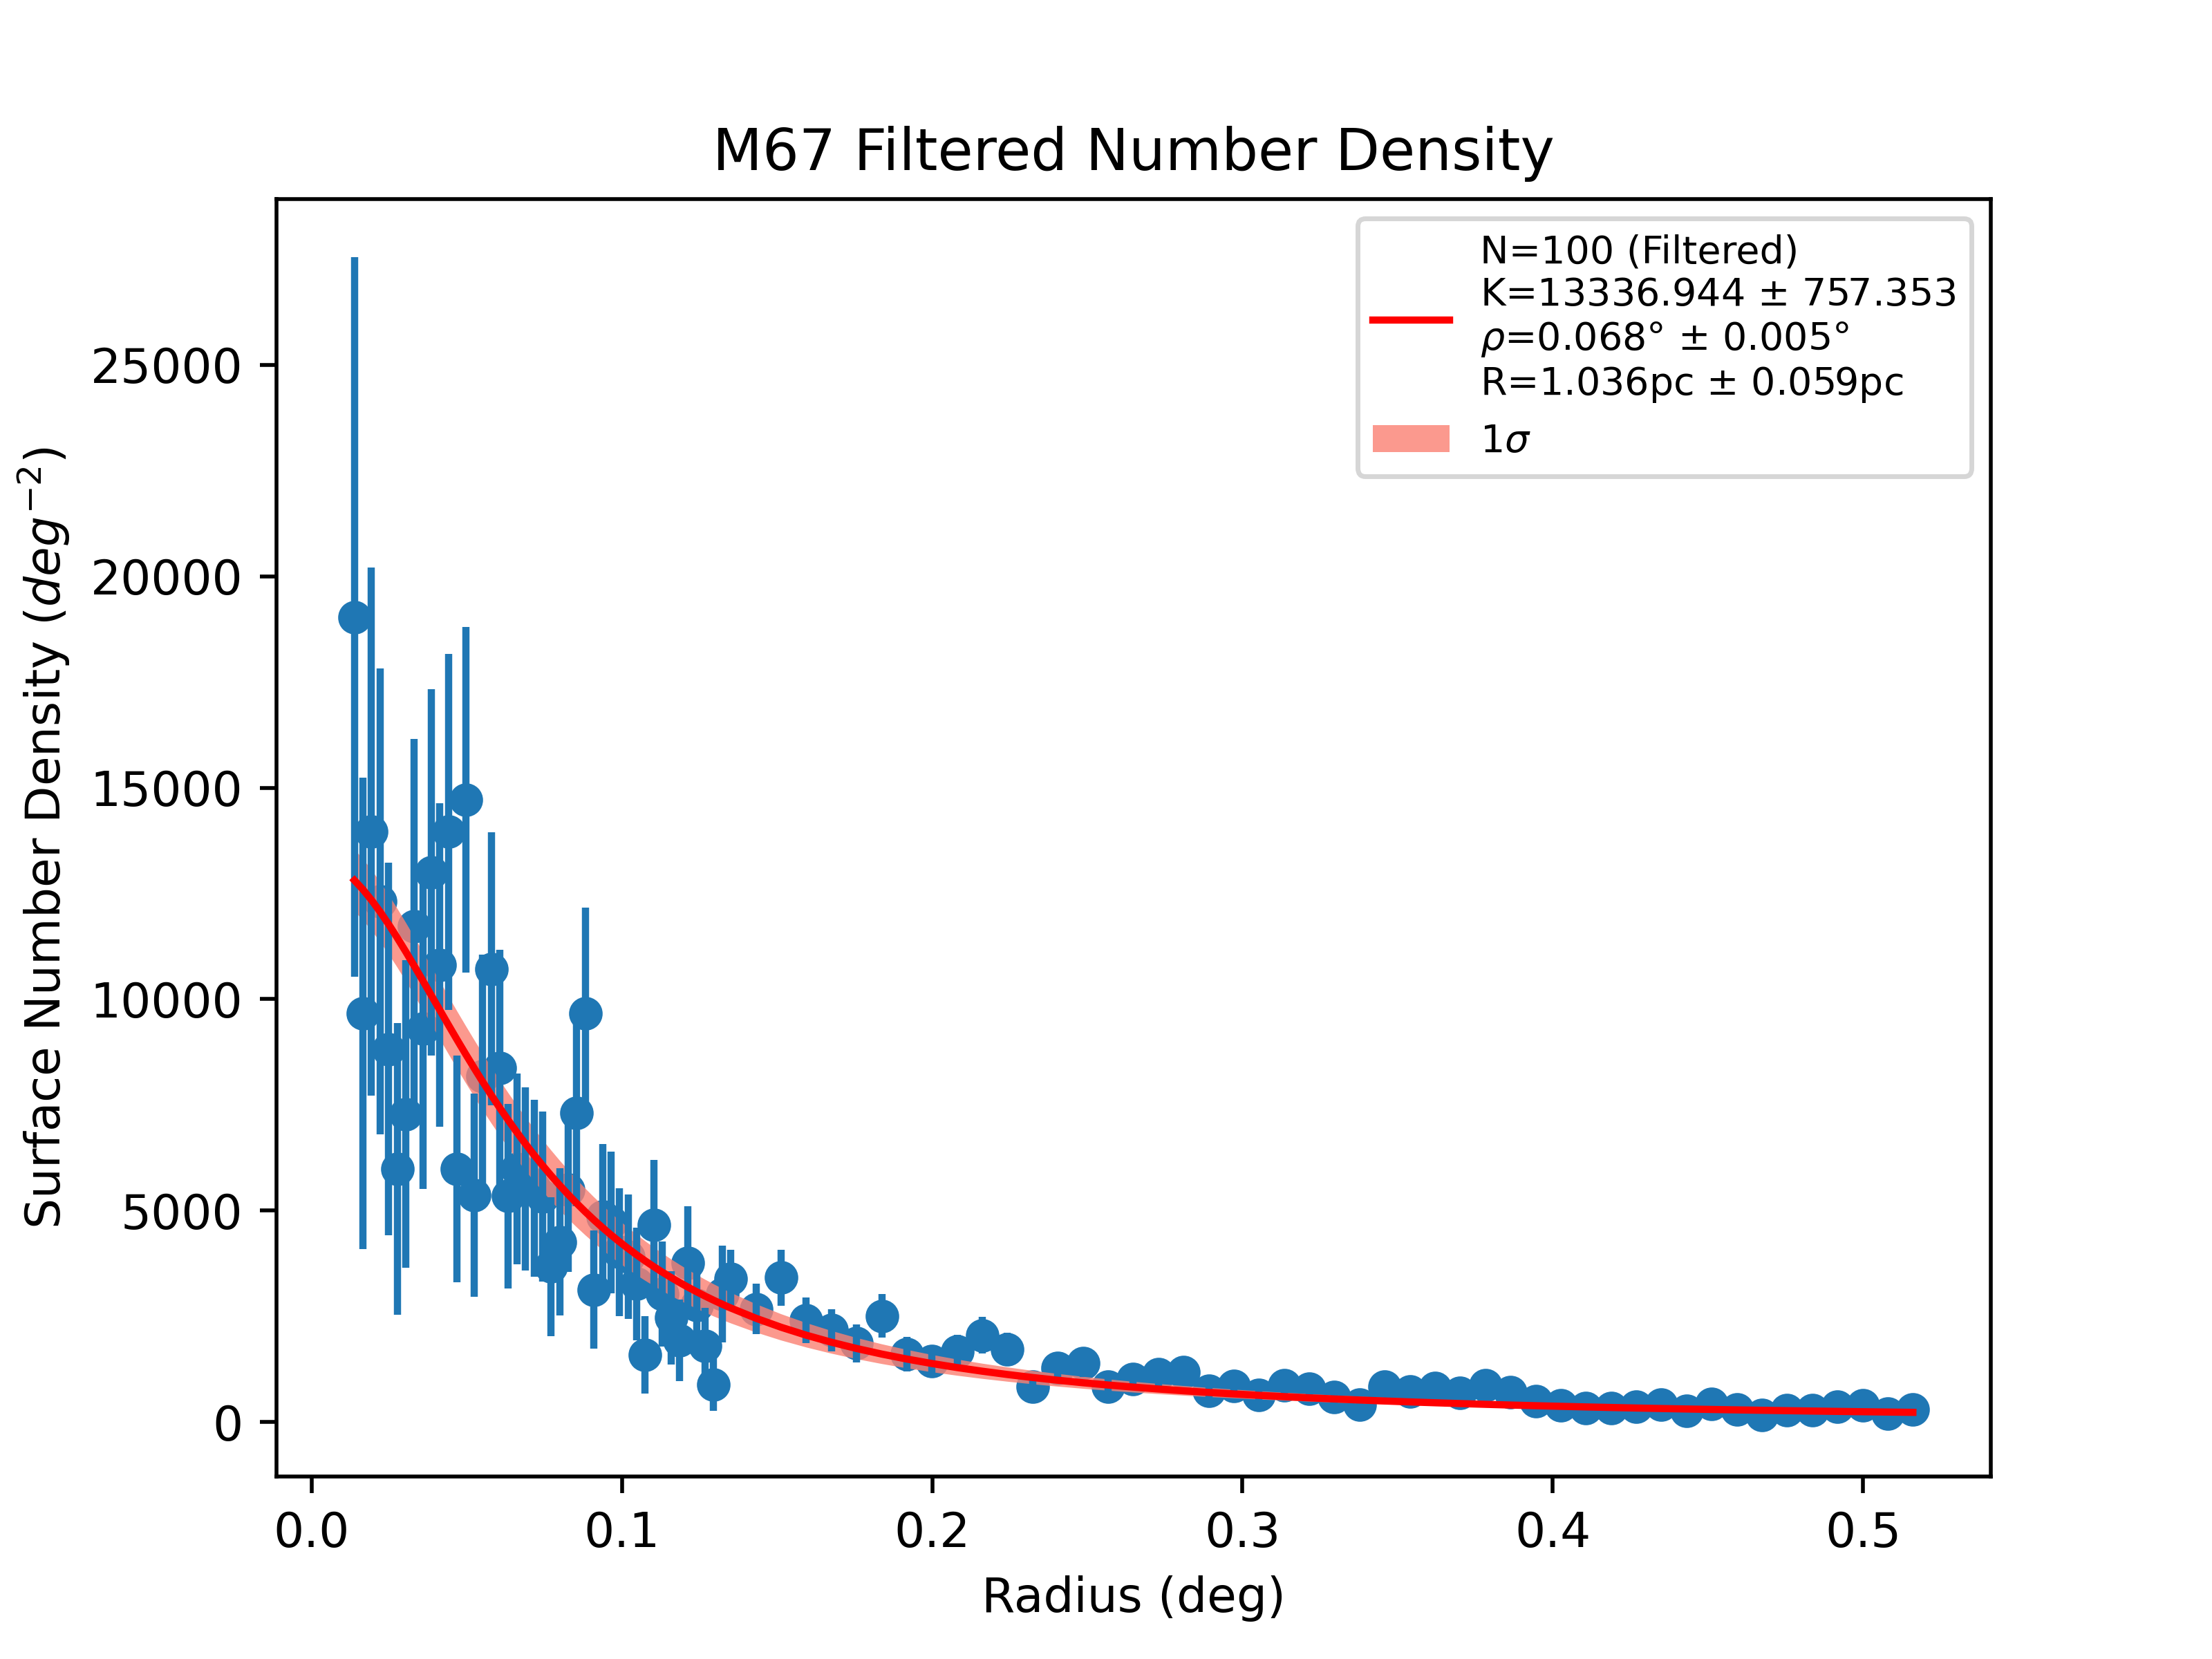 M67 Filtered Number Density
N=100 (Filtered)
K=13336.944 ± 757.353
ρ=0.068° ± 0.005°
R=1.036pc ± 0.059pc
1σ
Surface Number Density (deg⁻²)
25000
20000
15000
10000
5000
0
0.0 0.1 0.2 0.3 0.4 0.5
Radius (deg)